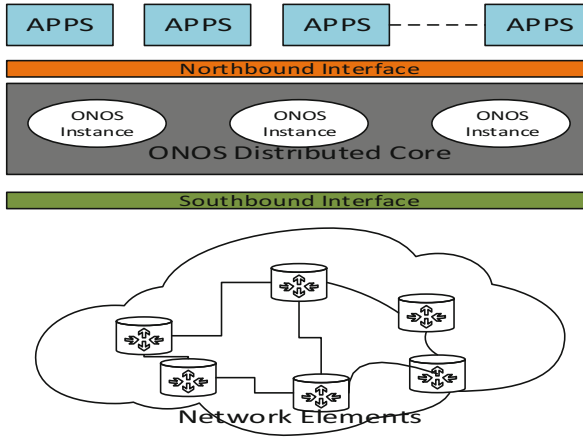 APPS APPS APPS APPS
Northbound Interface
ONOS ONOS ONOS
Instance Instance Instance
ONOS Distributed Core
Southbound Interface
Network Elements